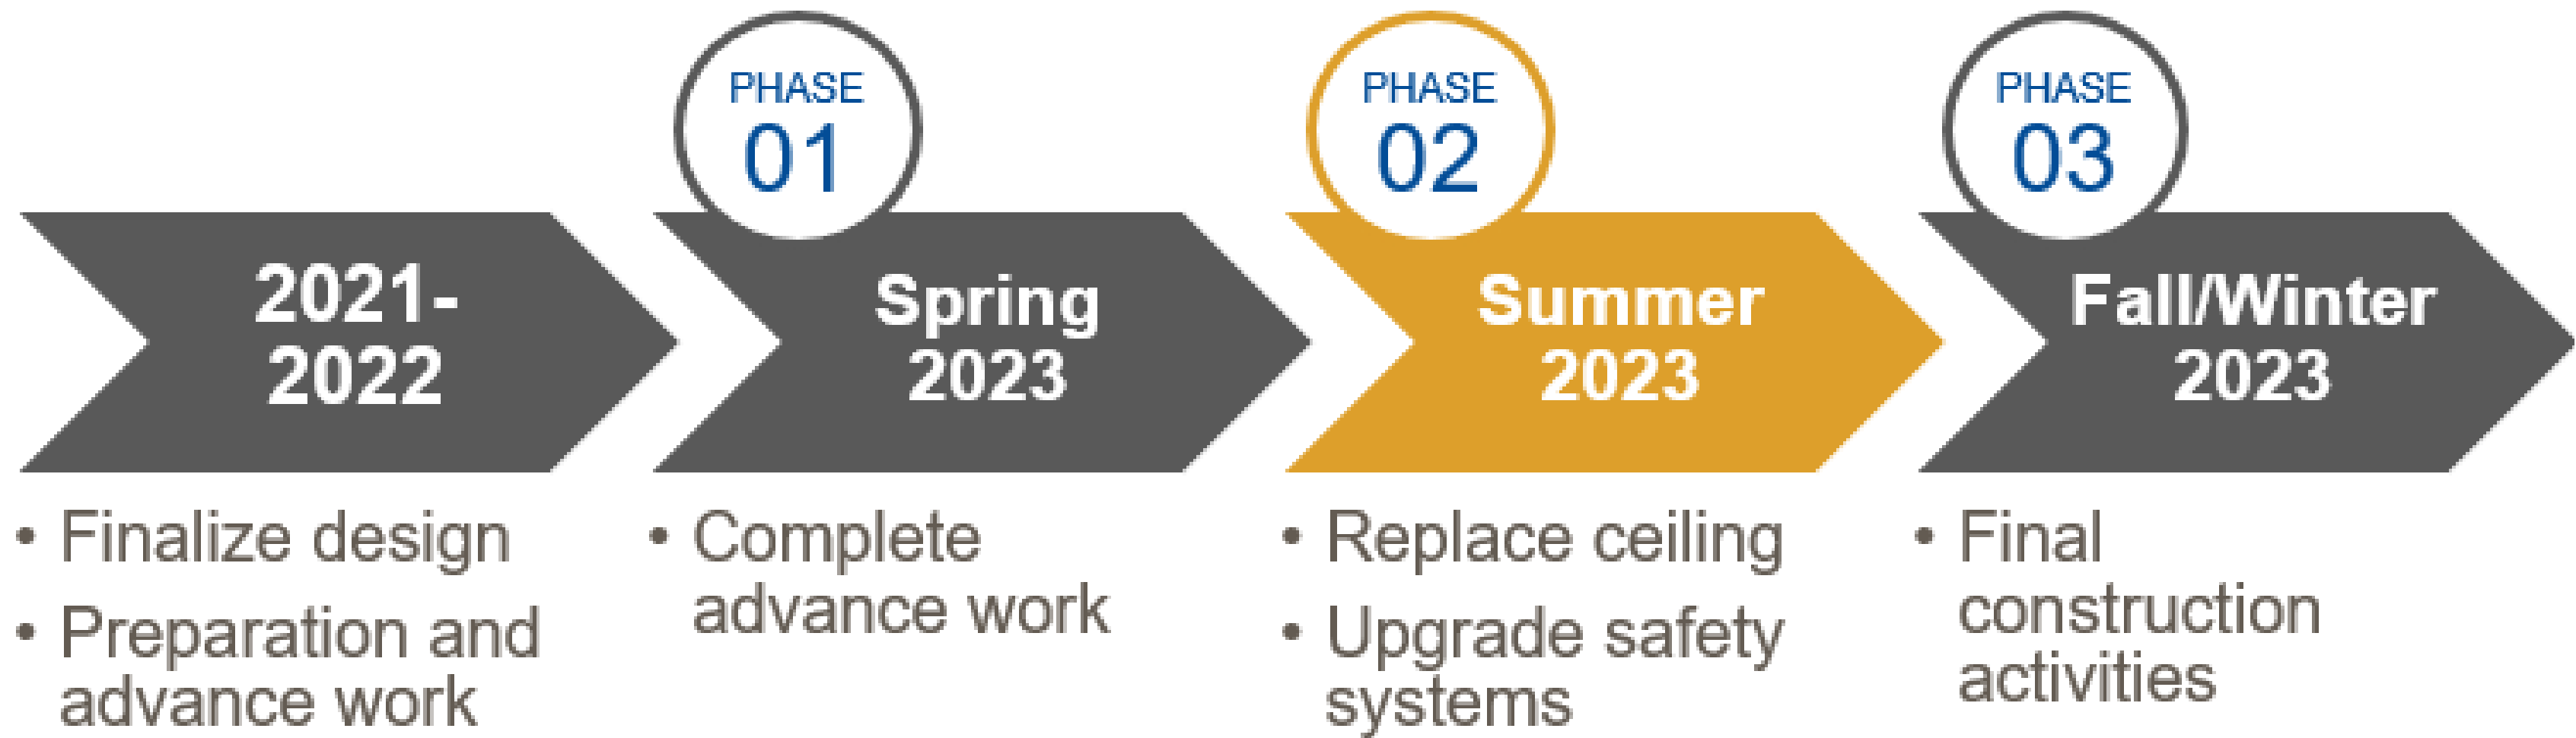 PHASE
01
PHASE
02
PHASE
03
2021-
2022
Spring
2023
Summer
2023
Fall/Winter
2023
• Finalize design
• Preparation and
advance work
• Complete
advance work
• Replace ceiling
• Upgrade safety
systems
• Final
construction
activities